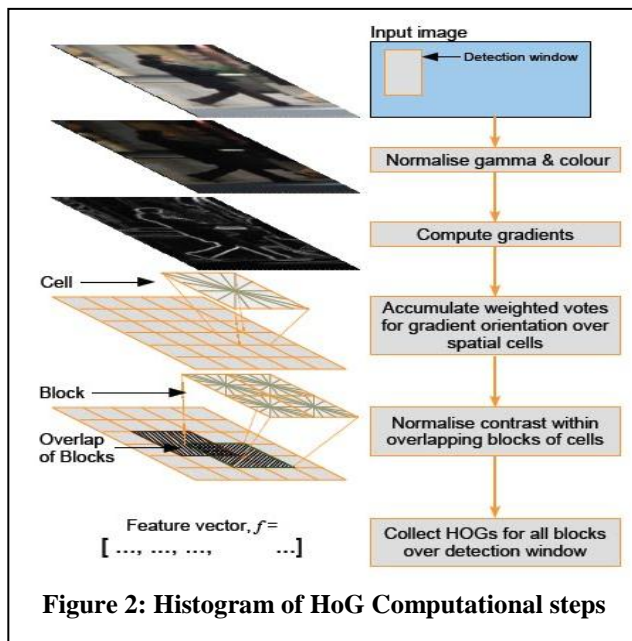 Input image
Detection window
Normalise gamma & colour
Compute gradients
Cell
Accumulate weighted votes
for gradient orientation over
spatial cells
Block
Overlap
of Blocks
Normalise contrast within
overlapping blocks of cells
Feature vector, f =
[ ..., ..., ..., ...]
Collect HOGs for all blocks
over detection window
Figure 2: Histogram of HoG Computational steps